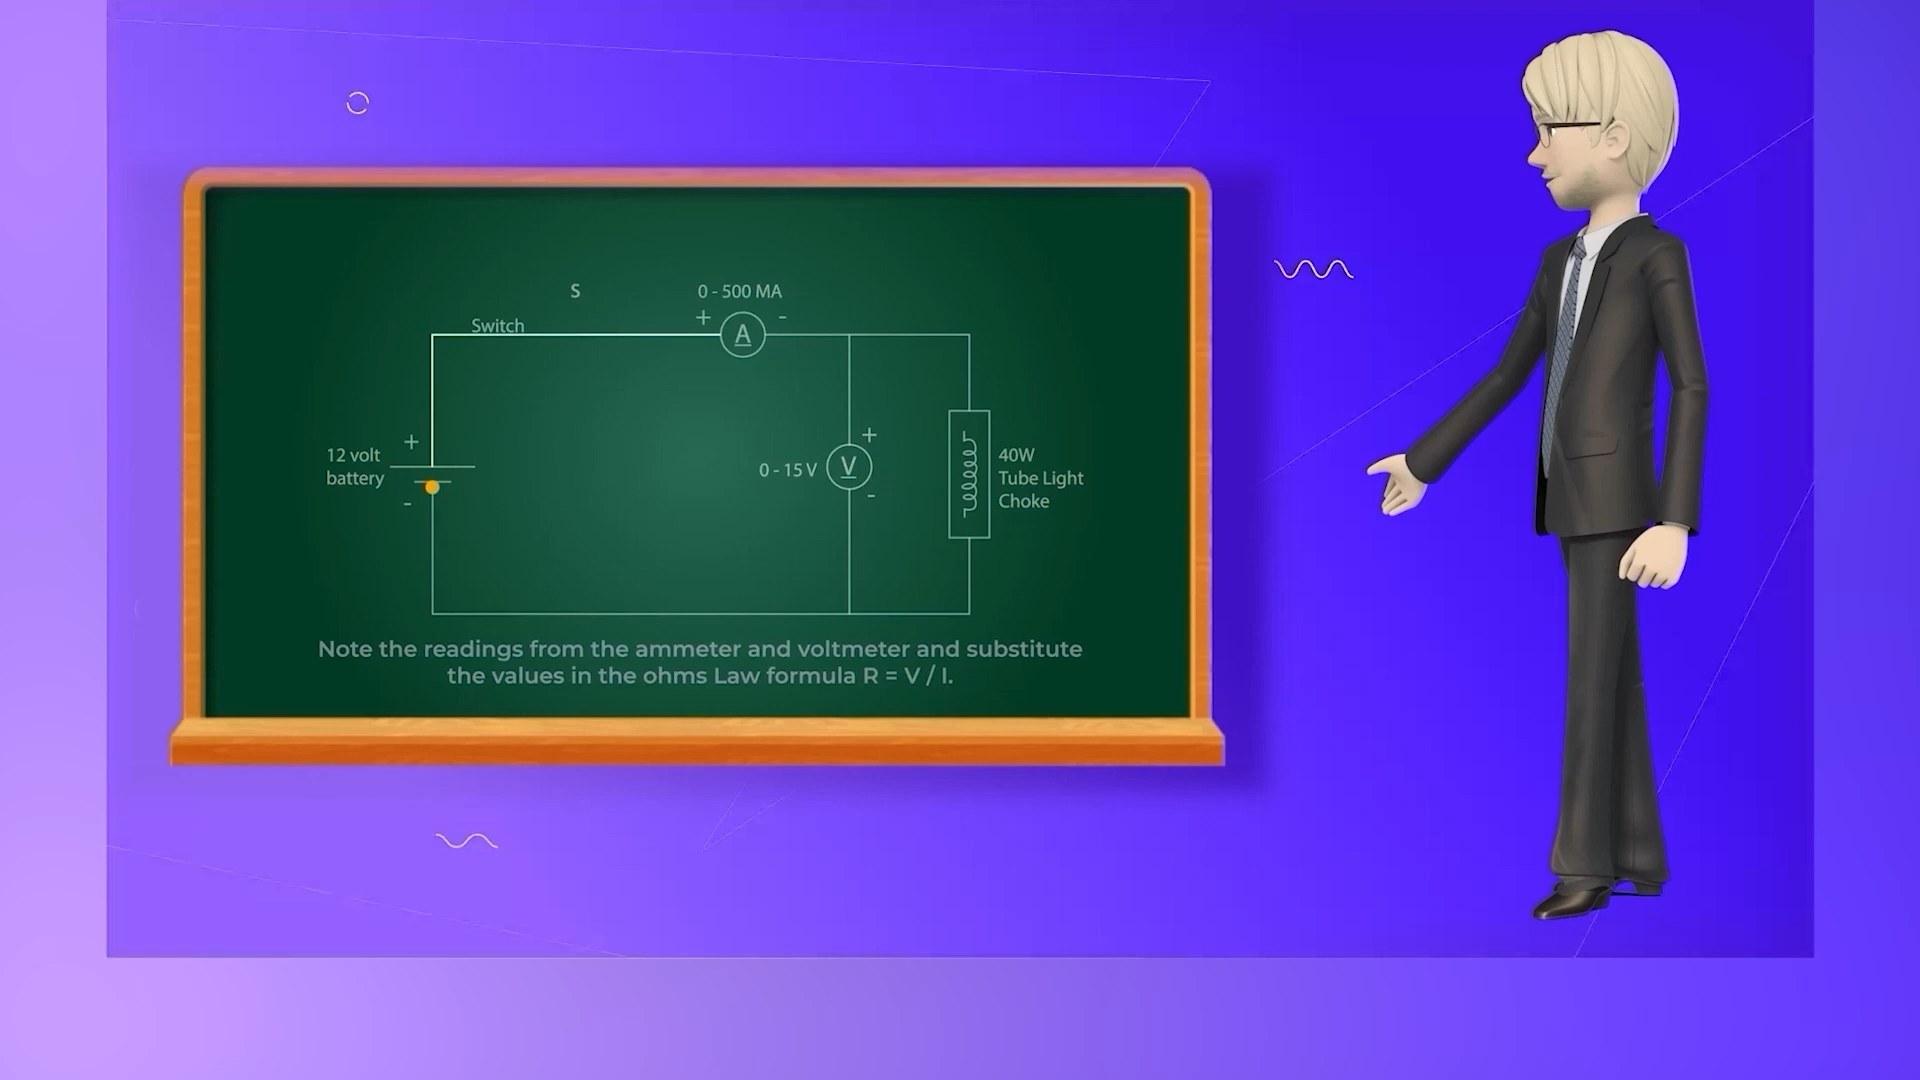 S
0 - 500 MA
Switch
+
-
A
+
12 volt
battery
-
0 - 15 V
+
V
-
40W
Tube Light
Choke
Note the readings from the ammeter and voltmeter and substitute
the values in the ohms Law formula R = V / I.